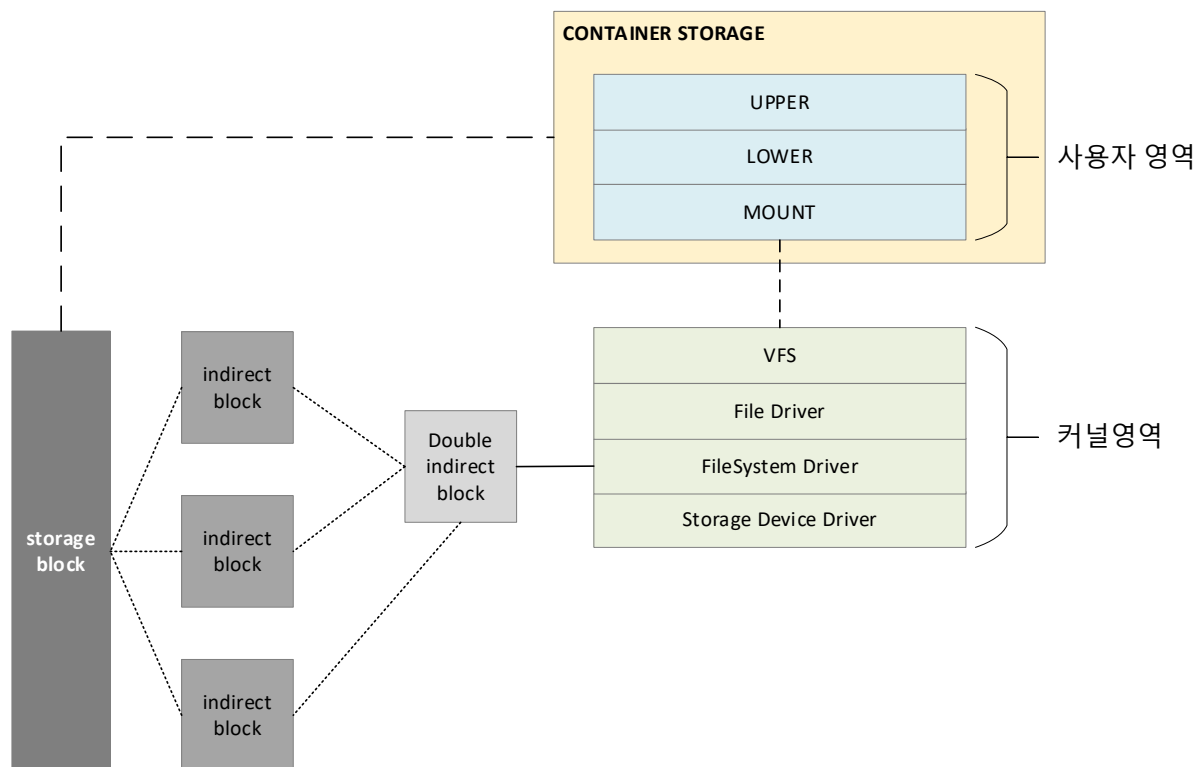 CONTAINER STORAGE
UPPER
LOWER
MOUNT
사용자 영역
VFS
File Driver
FileSystem Driver
Storage Device Driver
커널영역
Double
indirect
block
indirect
block
indirect
block
indirect
block
storage
block